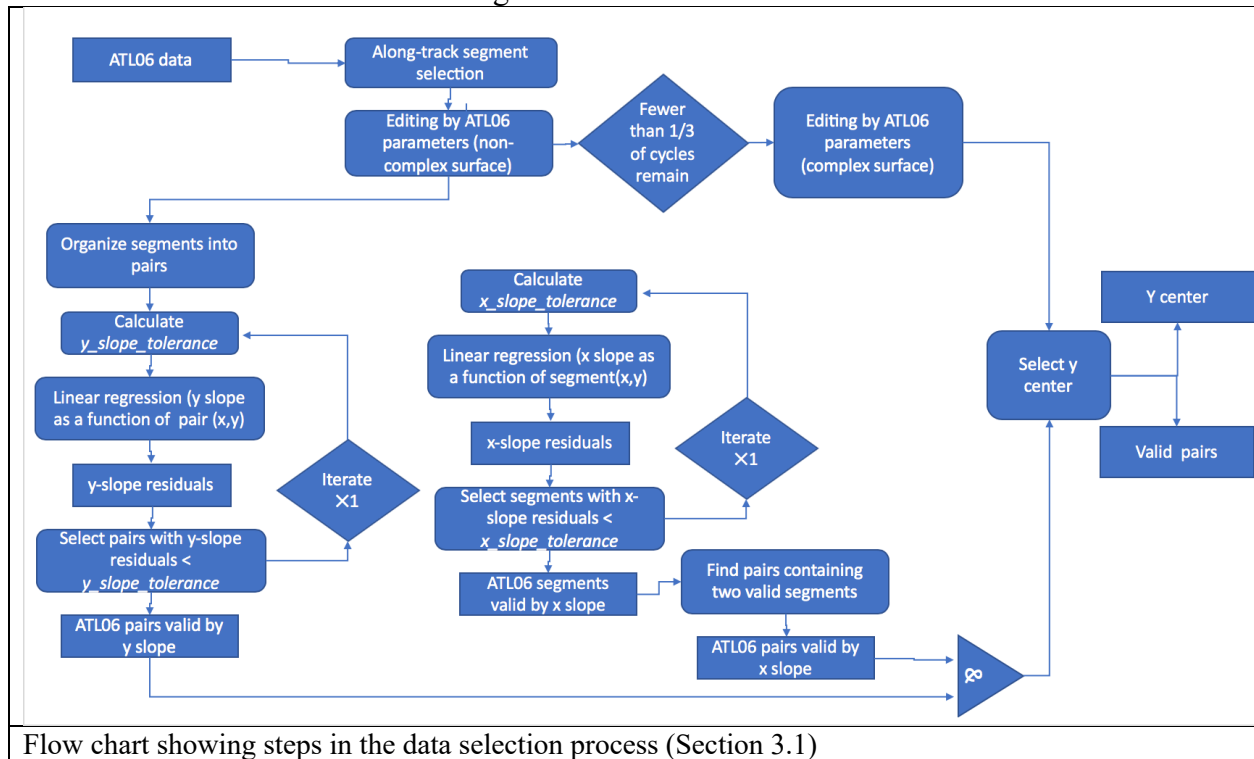 ATL06 data
Along-track segment
selection
Editing by ATL06
parameters (non-
complex surface)
Fewer
than 1/3
of cycles
remain
Editing by ATL06
parameters
(complex surface)
Organize segments into
pairs
Calculate
y_slope_tolerance
Linear regression (y slope
as a function of pair (x,y)
y-slope residuals
Select pairs with y-slope
residuals <
y_slope_tolerance
Iterate
×1
ATL06 pairs valid by
y slope
Calculate
x_slope_tolerance
Linear regression (x slope as
a function of segment(x,y)
x-slope residuals
Select segments with x-
slope residuals <
x_slope_tolerance
Iterate
×1
ATL06 segments
valid by x slope
Find pairs containing
two valid segments
ATL06 pairs valid by
x slope
&
Select y
center
Y center
Valid pairs
Flow chart showing steps in the data selection process (Section 3.1)